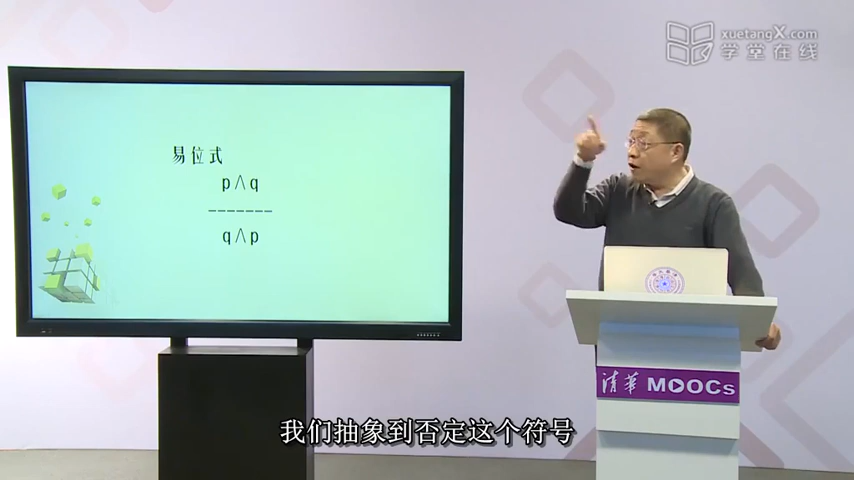 xuetangX.com
学堂在线
易位式
p∧q
-------
q∧p
清华 MOOCs
我们抽象到否定这个符号